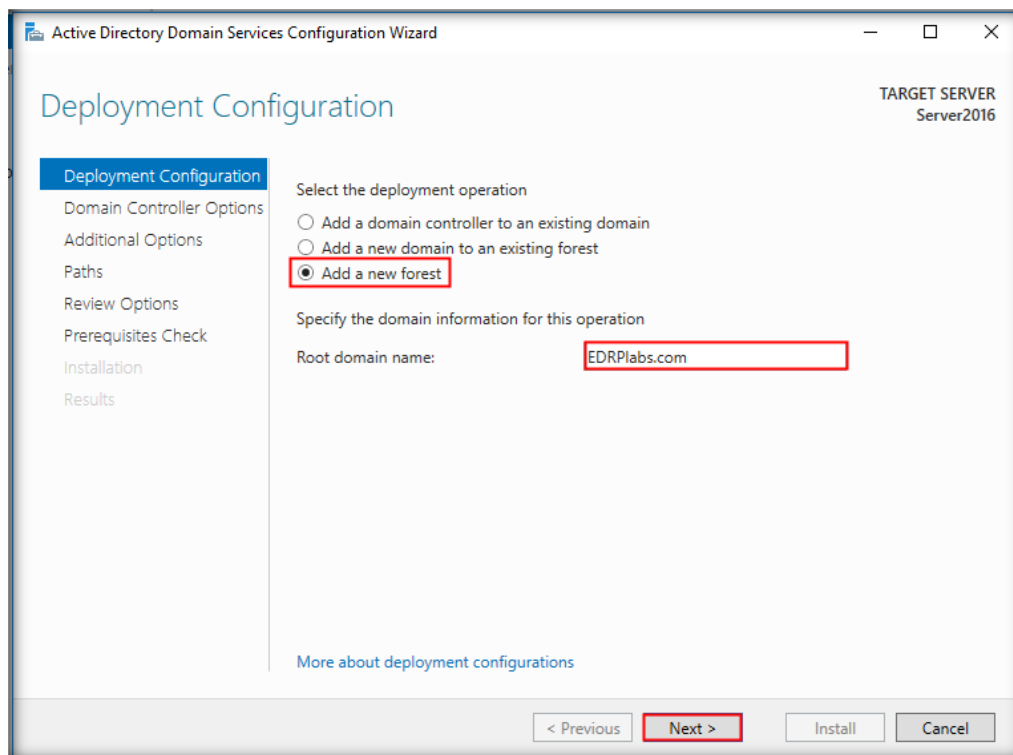 Active Directory Domain Services Configuration Wizard
Deployment Configuration
TARGET SERVER
Server2016
Deployment Configuration
Domain Controller Options
Additional Options
Paths
Review Options
Prerequisites Check
Installation
Results
Select the deployment operation
Add a domain controller to an existing domain
Add a new domain to an existing forest
Add a new forest
Specify the domain information for this operation
Root domain name: EDRPlabs.com
More about deployment configurations
< Previous Next > Install Cancel